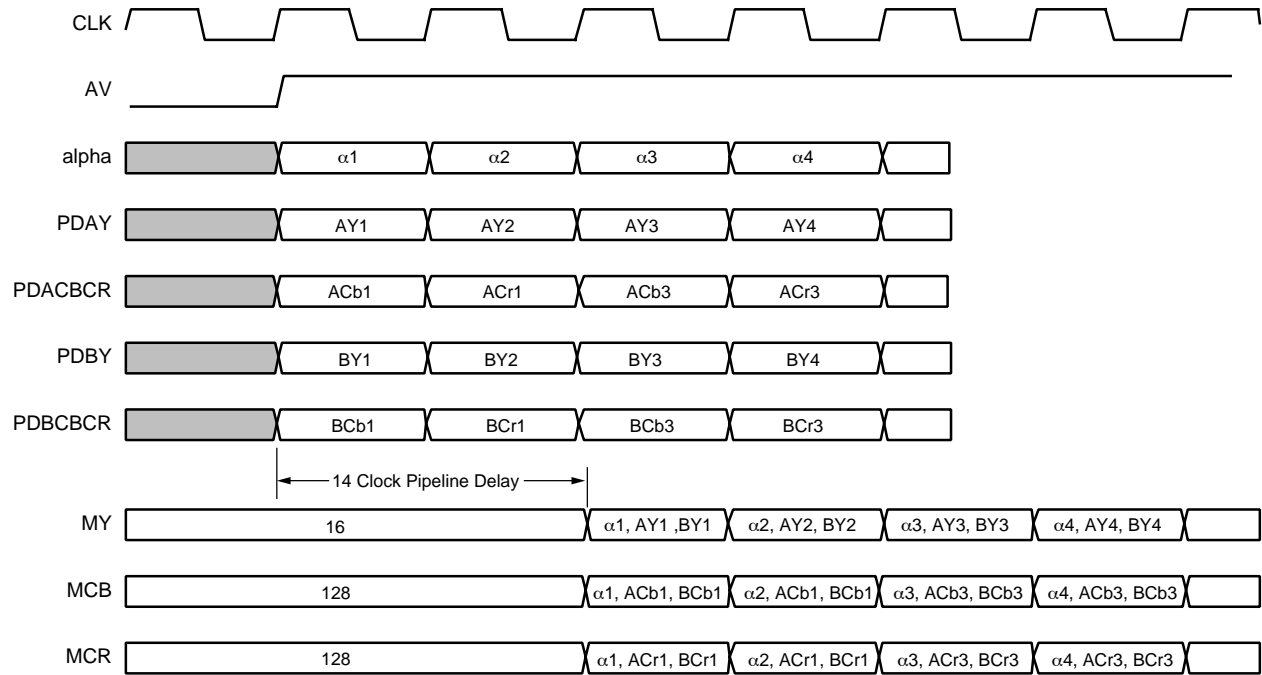 CLK
AV
alpha α1 α2 α3 α4
PDAY AY1 AY2 AY3 AY4
PDACBCR ACb1 ACr1 ACb3 ACr3
PDBY BY1 BY2 BY3 BY4
PDBCBCR BCb1 BCr1 BCb3 BCr3
14 Clock Pipeline Delay
MY 16 α1, AY1 ,BY1 α2, AY2, BY2 α3, AY3, BY3 α4, AY4, BY4
MCB 128 α1, ACb1, BCb1 α2, ACb1, BCb1 α3, ACb3, BCb3 α4, ACb3, BCb3
MCR 128 α1, ACr1, BCr1 α2, ACr1, BCr1 α3, ACr3, BCr3 α4, ACr3, BCr3